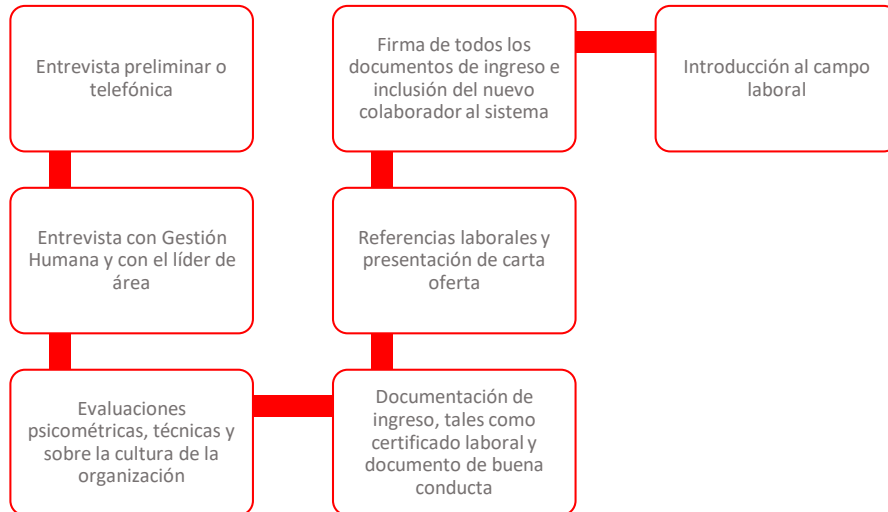 Entrevista preliminar o
telefónica
Entrevista con Gestión
Humana y con el líder de
área
Evaluaciones
psicométricas, técnicas y
sobre la cultura de la
organización
Documentación de
ingreso, tales como
certificado laboral y
documento de buena
conducta
Referencias laborales y
presentación de carta
oferta
Firma de todos los
documentos de ingreso e
inclusión del nuevo
colaborador al sistema
Introducción al campo
laboral